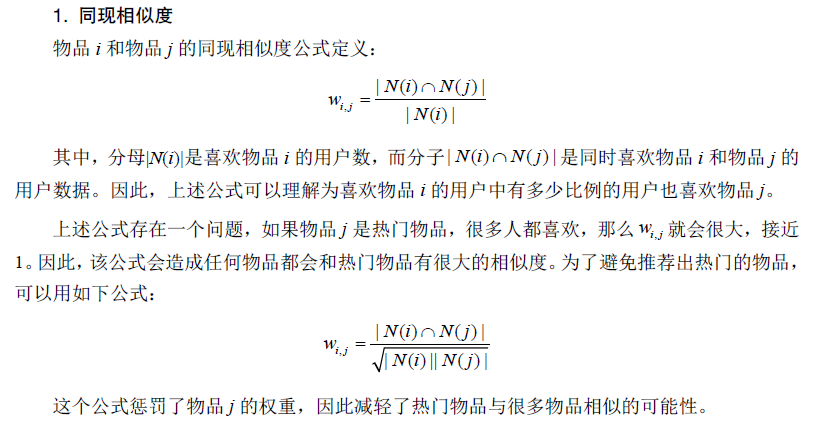 1. 同现相似度
物品 i 和物品 j 的同现相似度公式定义：
w_{i,j} = \frac{| N(i) ∩ N(j) |}{| N(i) |}
其中，分母|N(i)|是喜欢物品 i 的用户数，而分子| N(i) ∩ N(j) |是同时喜欢物品 i 和物品 j 的
用户数据。因此，上述公式可以理解为喜欢物品 i 的用户中有多少比例的用户也喜欢物品 j。
上述公式存在一个问题，如果物品 j 是热门物品，很多人都喜欢，那么 w_{i,j} 就会很大，接近
1。因此，该公式会造成任何物品都会和热门物品有很大的相似度。为了避免推荐出热门的物品，
可以用如下公式：
w_{i,j} = \frac{| N(i) ∩ N(j) |}{\sqrt{| N(i) || N(j) |}}
这个公式惩罚了物品 j 的权重，因此减轻了热门物品与很多物品相似的可能性。